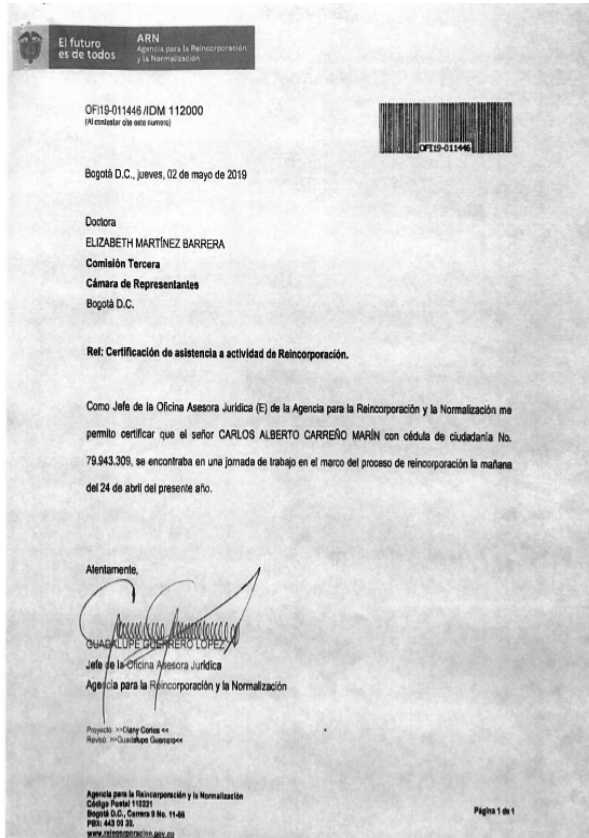 El futuro
es de todos
ARN
Agencia para la Reincorporación
y la Normalización
OFI19-011446 /IDM 112000
(Al contestar cite este numero)
OFI19-011446
Bogotá D.C., jueves, 02 de mayo de 2019
Doctora
ELIZABETH MARTÍNEZ BARRERA
Comisión Tercera
Cámara de Representantes
Bogotá D.C.
Ref: Certificación de asistencia a actividad de Reincorporación.
Como Jefe de la Oficina Asesora Jurídica (E) de la Agencia para la Reincorporación y la Normalización me
permito certificar que el señor CARLOS ALBERTO CARREÑO MARÍN con cédula de ciudadanía No.
79.943.309, se encontraba en una jornada de trabajo en el marco del proceso de reincorporación la mañana
del 24 de abril del presente año.
Atentamente,
GUADALUPE GUERRERO LÓPEZ
Jefe de la Oficina Asesora Jurídica
Agencia para la Reincorporación y la Normalización
Proyectó: >>Diany Cortes <<
Revisó: >>Guadalupe Guerrero<<
Agencia para la Reincorporación y la Normalización
Código Postal 110221
Bogotá D.C., Carrera 9 No. 11-66
PBX: 443 00 20.
www.reincorporacion.gov.co
Página 1 de 1